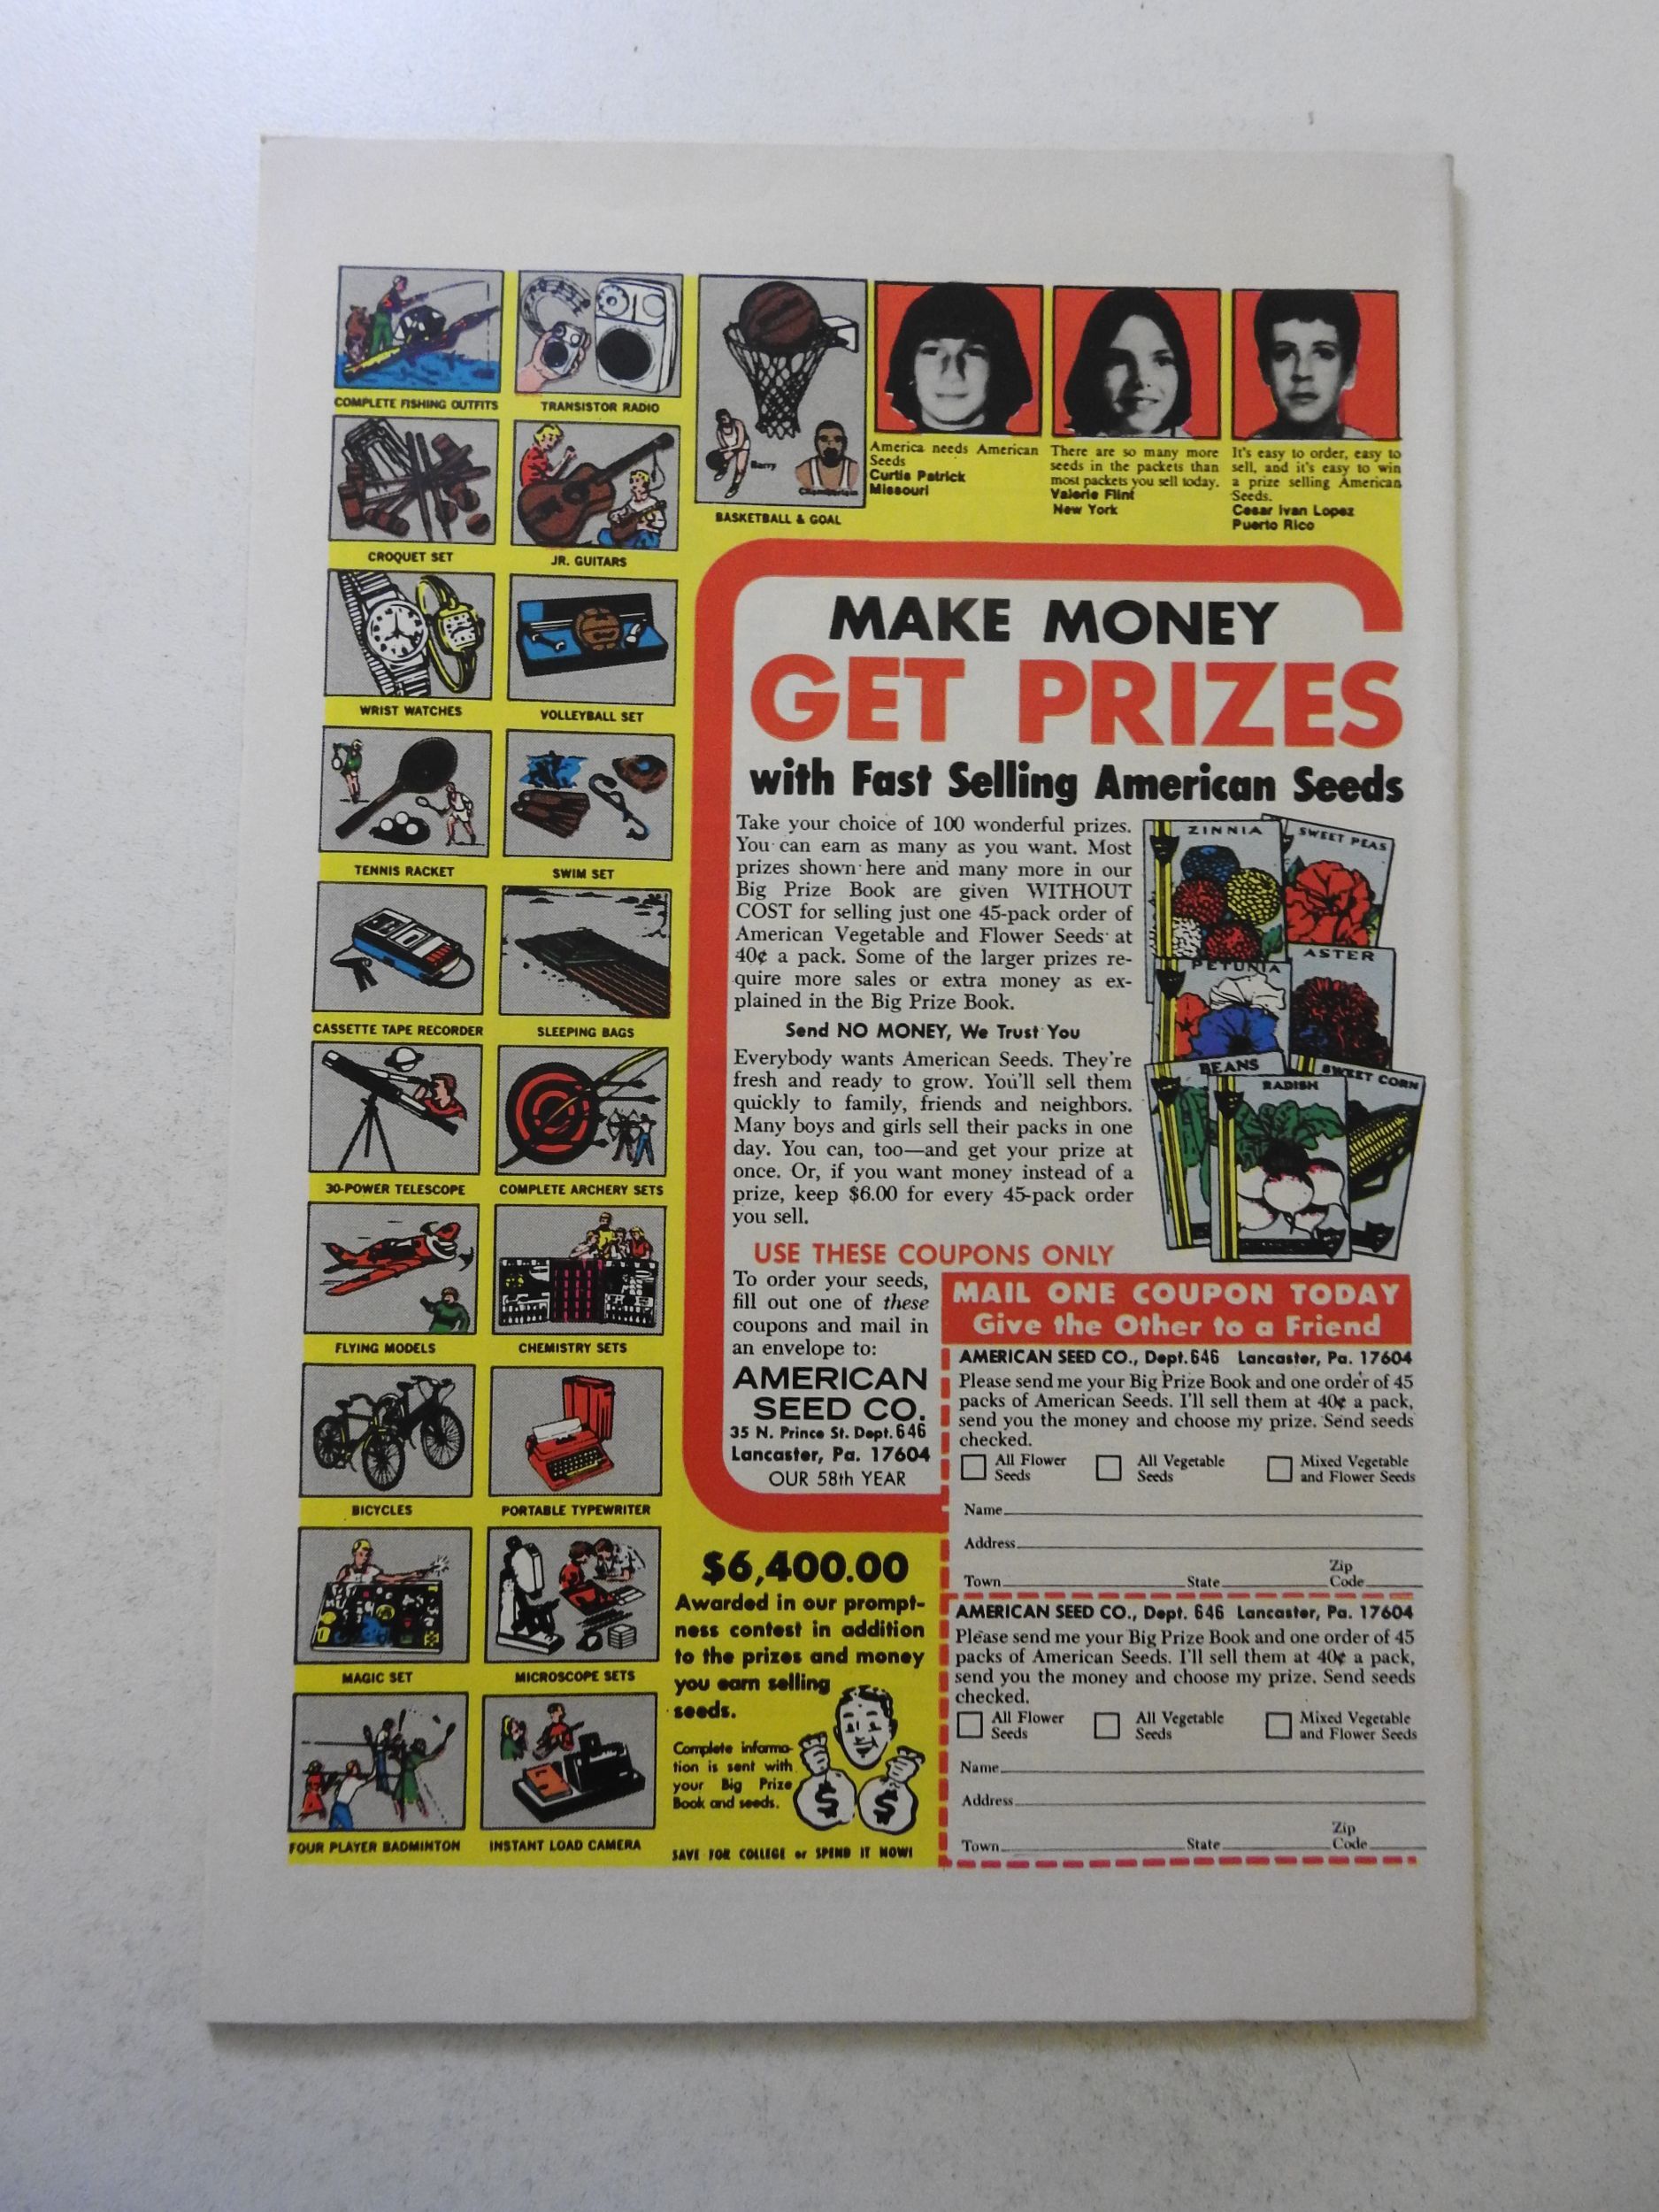 COMPLETE FISHING OUTFITS
TRANSISTOR RADIO
CROQUET SET
JR. GUITARS
WRIST WATCHES
VOLLEYBALL SET
TENNIS RACKET
SWIM SET
CASSETTE TAPE RECORDER
SLEEPING BAGS
30-POWER TELESCOPE
COMPLETE ARCHERY SETS
FLYING MODELS
CHEMISTRY SETS
BICYCLES
PORTABLE TYPEWRITER
MAGIC SET
MICROSCOPE SETS
FOUR PLAYER BADMINTON
INSTANT LOAD CAMERA
Barry
Chamberlain
BASKETBALL & GOAL
America needs American
Seeds
Curtis Patrick
Missouri
There are so many more
seeds in the packets than
most packets you sell today.
Valerie Flint
New York
It's easy to order, easy to
sell, and it's easy to win
a prize selling American
Seeds.
Cesar Ivan Lopez
Puerto Rico
MAKE MONEY
GET PRIZES
with Fast Selling American Seeds
Take your choice of 100 wonderful prizes.
You can earn as many as you want. Most
prizes shown here and many more in our
Big Prize Book are given WITHOUT
COST for selling just one 45-pack order of
American Vegetable and Flower Seeds at
40¢ a pack. Some of the larger prizes re-
quire more sales or extra money as ex-
plained in the Big Prize Book.
Send NO MONEY, We Trust You
Everybody wants American Seeds. They're
fresh and ready to grow. You'll sell them
quickly to family, friends and neighbors.
Many boys and girls sell their packs in one
day. You can, too—and get your prize at
once. Or, if you want money instead of a
prize, keep $6.00 for every 45-pack order
you sell.
ZINNIA
SWEET PEAS
PETUNIA
ASTER
BEANS
RADISH
SWEET CORN
USE THESE COUPONS ONLY
To order your seeds,
fill out one of these
coupons and mail in
an envelope to:
AMERICAN
SEED CO.
35 N. Prince St. Dept. 646
Lancaster, Pa. 17604
OUR 58th YEAR
$6,400.00
Awarded in our prompt-
ness contest in addition
to the prizes and money
you earn selling
seeds.
Complete informa-
tion is sent with
your Big Prize
Book and seeds.
$ $
SAVE FOR COLLEGE or SPEND IT NOW!
MAIL ONE COUPON TODAY
Give the Other to a Friend
AMERICAN SEED CO., Dept. 646 Lancaster, Pa. 17604
Please send me your Big Prize Book and one order of 45
packs of American Seeds. I'll sell them at 40¢ a pack,
send you the money and choose my prize. Send seeds
checked.
All Flower Seeds
All Vegetable Seeds
Mixed Vegetable and Flower Seeds
Name
Address
Town State Zip Code
AMERICAN SEED CO., Dept. 646 Lancaster, Pa. 17604
Please send me your Big Prize Book and one order of 45
packs of American Seeds. I'll sell them at 40¢ a pack,
send you the money and choose my prize. Send seeds
checked.
All Flower Seeds
All Vegetable Seeds
Mixed Vegetable and Flower Seeds
Name
Address
Town State Zip Code